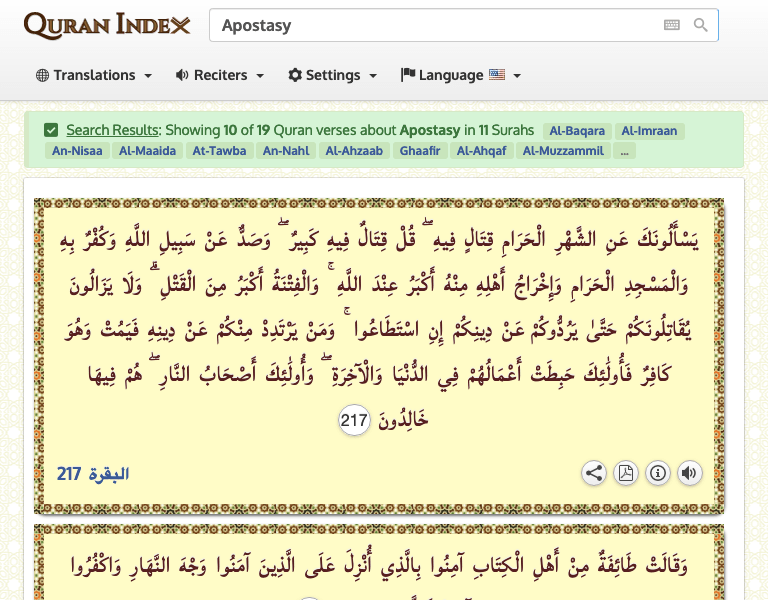 QURAN INDEX
Apostasy
Translations
Reciters
Settings
Language
Search Results: Showing 10 of 19 Quran verses about Apostasy in 11 Surahs Al-Baqara Al-Imraan
An-Nisaa Al-Maaida At-Tawba An-Nahl Al-Ahzaab Ghaafir Al-Ahqaf Al-Muzzammil ...
يَسْأَلُونَكَ عَنِ الشَّهْرِ الْحَرَامِ قِتَالٍ فِيهِ ۖ قُلْ قِتَالٌ فِيهِ كَبِيرٌ ۖ وَصَدٌّ عَنْ سَبِيلِ اللَّهِ وَكُفْرٌ بِهِ
وَالْمَسْجِدِ الْحَرَامِ وَإِخْرَاجُ أَهْلِهِ مِنْهُ أَكْبَرُ عِنْدَ اللَّهِ ۚ وَالْفِتْنَةُ أَكْبَرُ مِنَ الْقَتْلِ ۗ وَلَا يَزَالُونَ
يُقَاتِلُونَكُمْ حَتَّىٰ يَرُدُّوكُمْ عَنْ دِينِكُمْ إِنِ اسْتَطَاعُوا ۚ وَمَنْ يَرْتَدِدْ مِنْكُمْ عَنْ دِينِهِ فَيَمُتْ وَهُوَ
كَافِرٌ فَأُولَٰئِكَ حَبِطَتْ أَعْمَالُهُمْ فِي الدُّنْيَا وَالْآخِرَةِ ۖ وَأُولَٰئِكَ أَصْحَابُ النَّارِ ۖ هُمْ فِيهَا
خَالِدُونَ 217
البقرة 217
وَقَالَتْ طَائِفَةٌ مِنْ أَهْلِ الْكِتَابِ آمِنُوا بِالَّذِي أُنْزِلَ عَلَى الَّذِينَ آمَنُوا وَجْهَ النَّهَارِ وَاكْفُرُوا